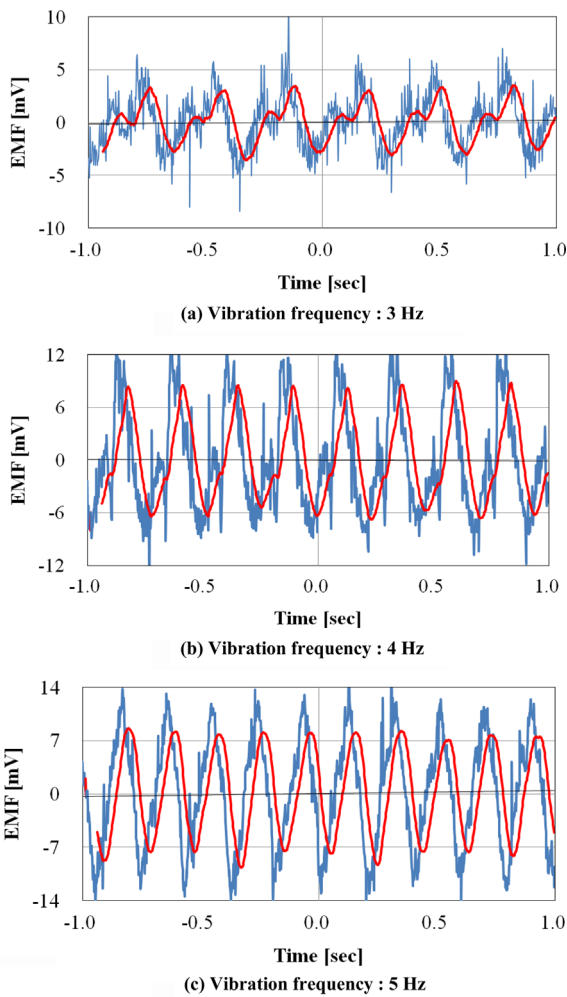 10
5
0
-5
-10
EMF [mV]
-1.0 -0.5 0.0 0.5 1.0
Time [sec]
(a) Vibration frequency : 3 Hz
12
6
0
-6
-12
EMF [mV]
-1.0 -0.5 0.0 0.5 1.0
Time [sec]
(b) Vibration frequency : 4 Hz
14
7
0
-7
-14
EMF [mV]
-1.0 -0.5 0.0 0.5 1.0
Time [sec]
(c) Vibration frequency : 5 Hz